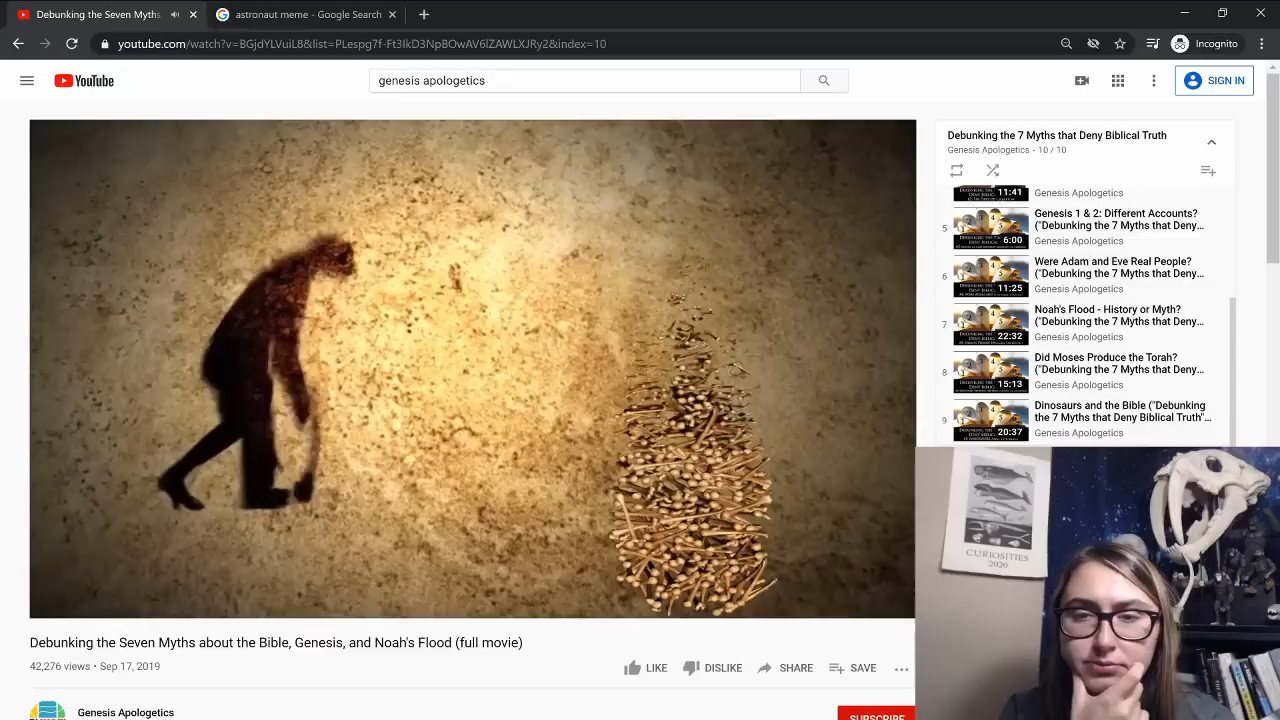 Debunking the Seven Myths
astronaut meme - Google Search
youtube.com/watch?v=BGjdYLVuiL8&list=PLespg7f-Ft3IkD3NpBOwAV6lZAWLXJRy2&index=10
Incognito
YouTube
genesis apologetics
SIGN IN
Debunking the 7 Myths that Deny Biblical Truth
Genesis Apologetics - 10 / 10
11:41
Genesis Apologetics
5
6:00
Genesis 1 & 2: Different Accounts?
("Debunking the 7 Myths that Deny...
Genesis Apologetics
6
11:25
Were Adam and Eve Real People?
("Debunking the 7 Myths that Deny...
Genesis Apologetics
7
22:32
Noah's Flood - History or Myth?
("Debunking the 7 Myths that Deny...
Genesis Apologetics
8
15:13
Did Moses Produce the Torah?
("Debunking the 7 Myths that Deny...
Genesis Apologetics
9
20:37
Dinosaurs and the Bible ("Debunking
the 7 Myths that Deny Biblical Truth"...
Genesis Apologetics
CURIOSITIES
2020
Debunking the Seven Myths about the Bible, Genesis, and Noah's Flood (full movie)
42,276 views • Sep 17, 2019
LIKE
DISLIKE
SHARE
SAVE
Genesis Apologetics
SUBSCRIBE